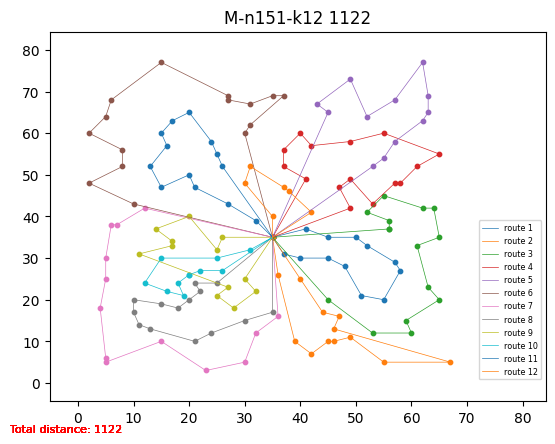 M-n151-k12 1122
80
70
60
50
40
30
20
10
0
route 1
route 2
route 3
route 4
route 5
route 6
route 7
route 8
route 9
route 10
route 11
route 12
0 10 20 30 40 50 60 70 80
Total distance: 1122